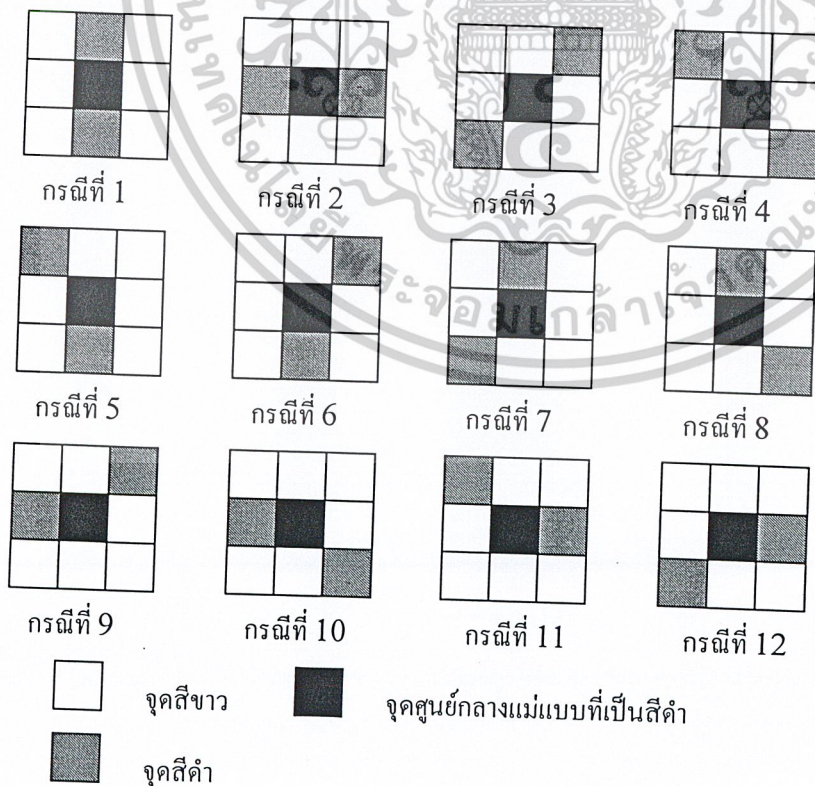 กรณีที่ 1 กรณีที่ 2 กรณีที่ 3 กรณีที่ 4
กรณีที่ 5 กรณีที่ 6 กรณีที่ 7 กรณีที่ 8
กรณีที่ 9 กรณีที่ 10 กรณีที่ 11 กรณีที่ 12
จุดสีขาว จุดศูนย์กลางแม่แบบที่เป็นสีดำ
จุดสีดำ